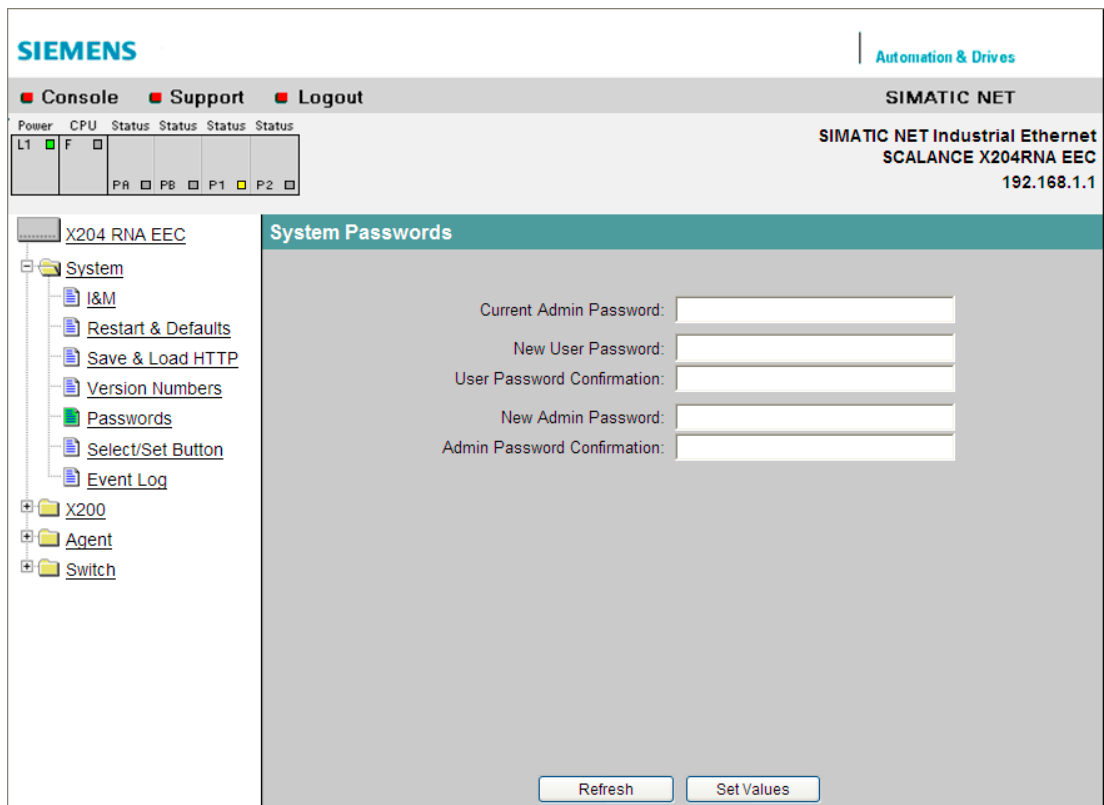 SIEMENS
Automation & Drives
Console Support Logout
SIMATIC NET
Power CPU Status Status Status Status
L1 F
PA PB P1 P2
SIMATIC NET Industrial Ethernet
SCALANCE X204RNA EEC
192.168.1.1
X204 RNA EEC
System
I&M
Restart & Defaults
Save & Load HTTP
Version Numbers
Passwords
Select/Set Button
Event Log
X200
Agent
Switch
System Passwords
Current Admin Password:
New User Password:
User Password Confirmation:
New Admin Password:
Admin Password Confirmation:
Refresh Set Values